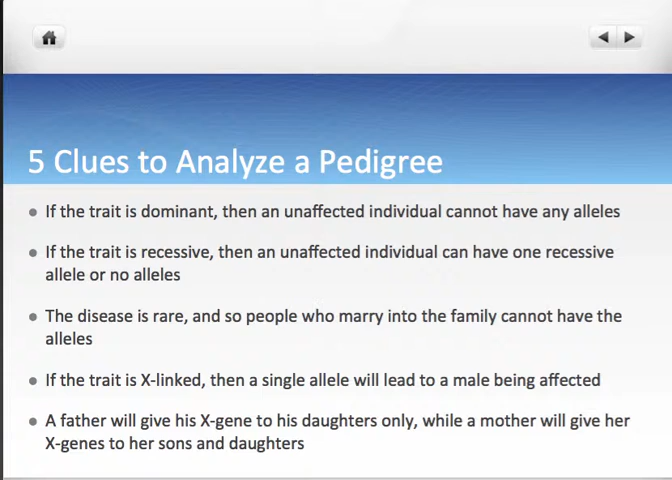 5 Clues to Analyze a Pedigree
If the trait is dominant, then an unaffected individual cannot have any alleles
If the trait is recessive, then an unaffected individual can have one recessive
allele or no alleles
The disease is rare, and so people who marry into the family cannot have the
alleles
If the trait is X-linked, then a single allele will lead to a male being affected
A father will give his X-gene to his daughters only, while a mother will give her
X-genes to her sons and daughters